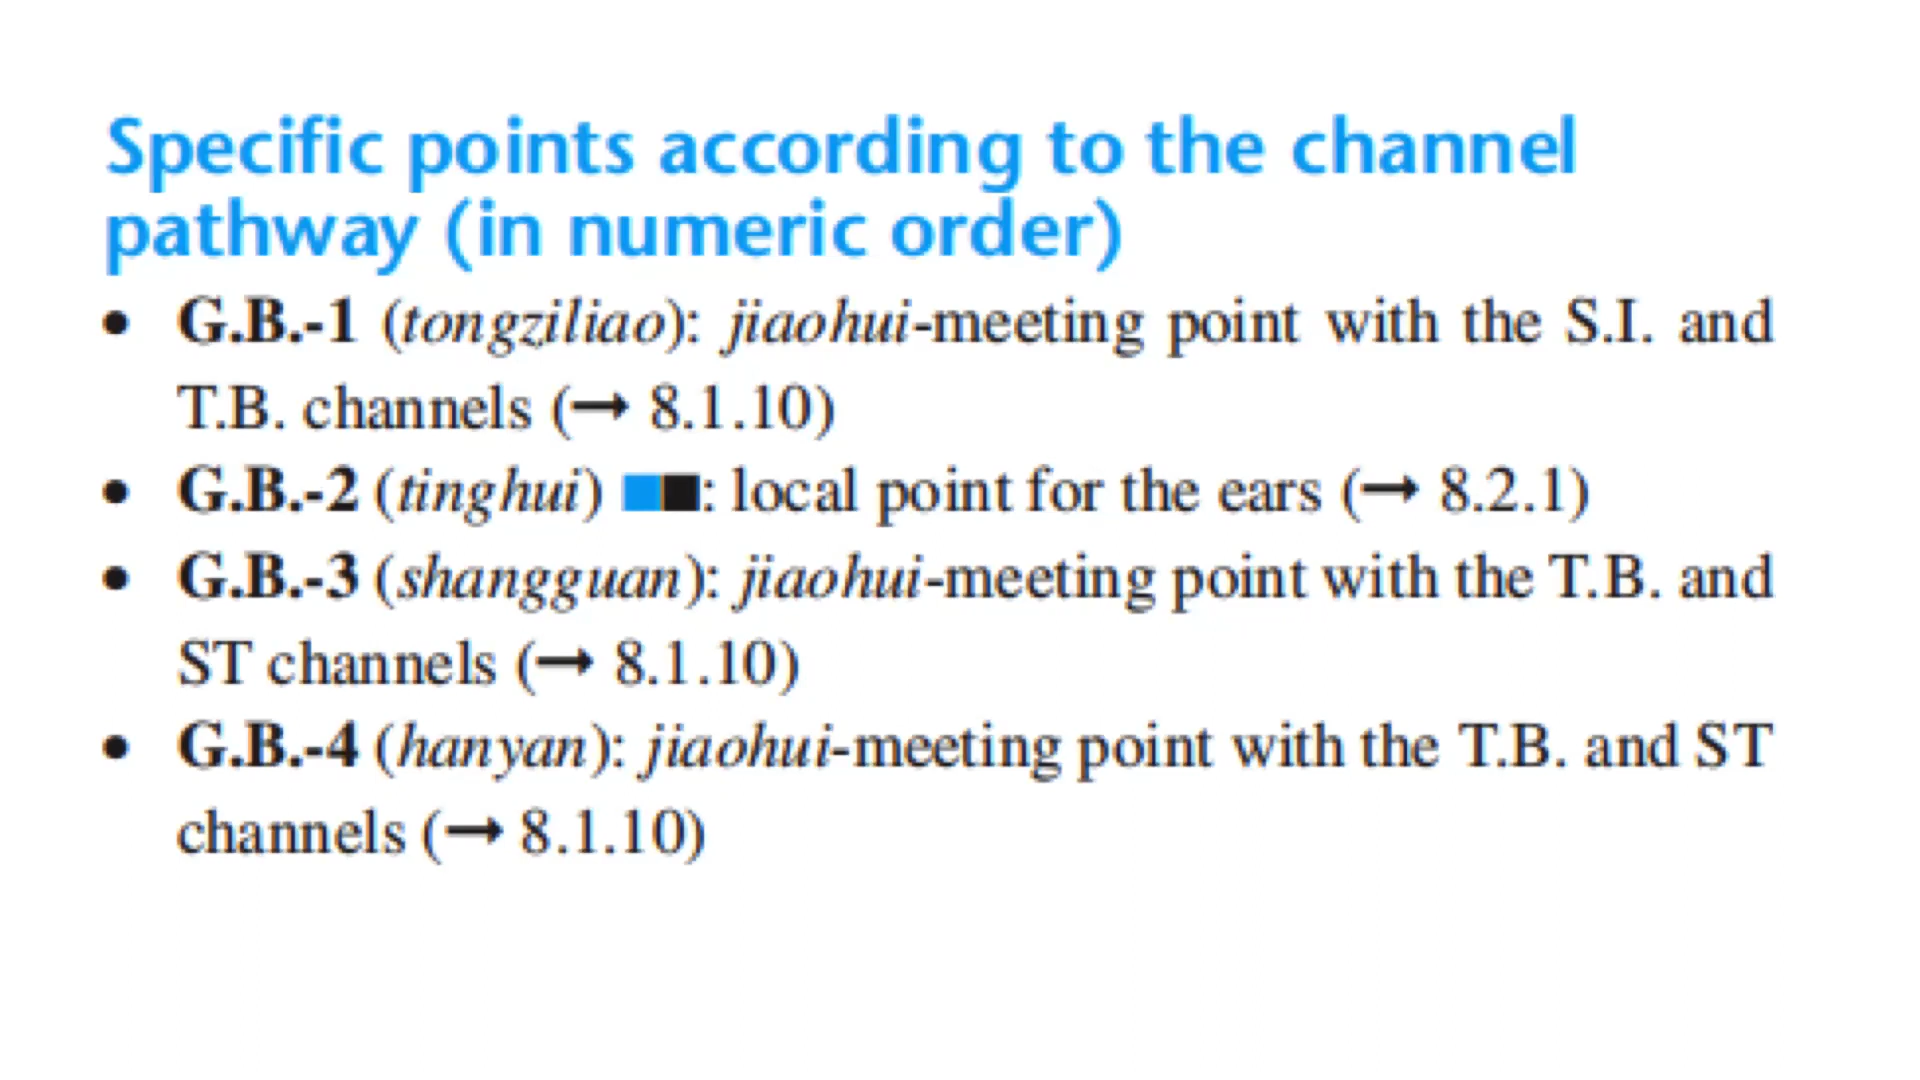 Specific points according to the channel
pathway (in numeric order)
• G.B.-1 (tongziliao): jiaohui-meeting point with the S.I. and
T.B. channels (→ 8.1.10)
• G.B.-2 (tinghui) ■■: local point for the ears (→ 8.2.1)
• G.B.-3 (shangguan): jiaohui-meeting point with the T.B. and
ST channels (→ 8.1.10)
• G.B.-4 (hanyan): jiaohui-meeting point with the T.B. and ST
channels (→ 8.1.10)